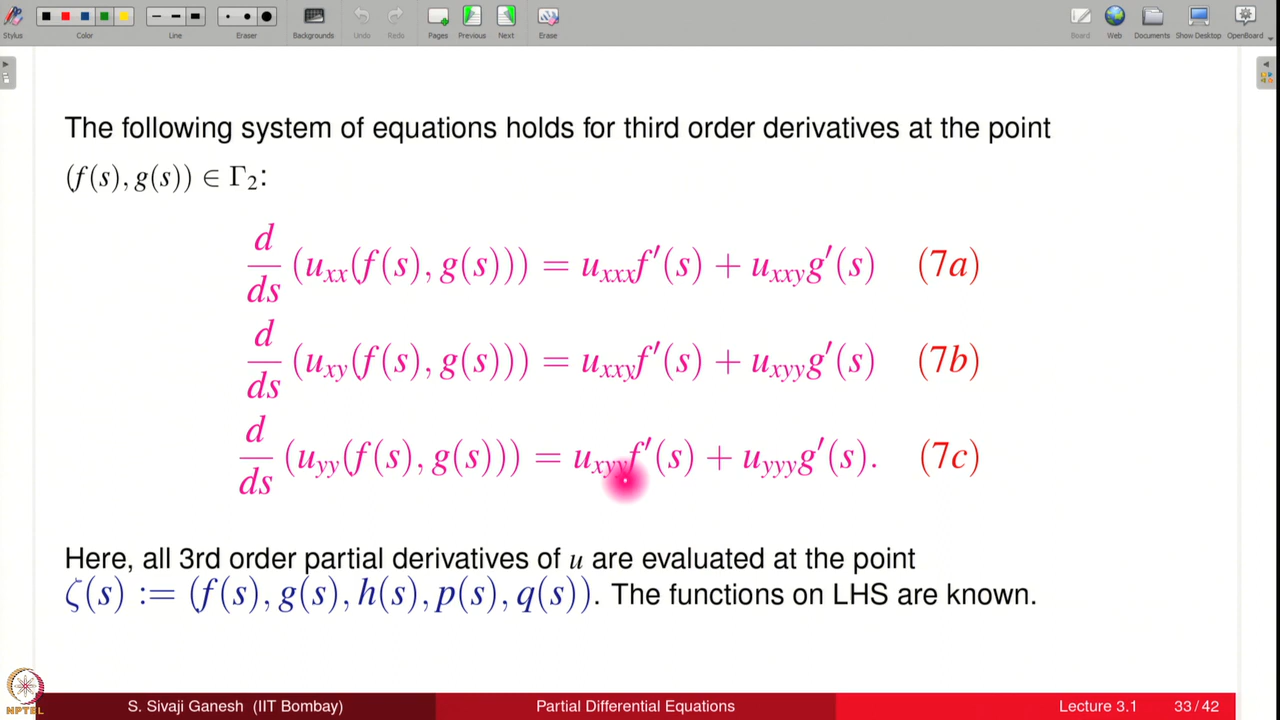 Stylus Color Line Eraser Backgrounds Undo Redo Pages Previous Next Erase Board Web Documents Show Desktop OpenBoard
The following system of equations holds for third order derivatives at the point
(f(s), g(s)) ∈ Γ₂:
d/ds (u_xx(f(s), g(s))) = u_xxx f′(s) + u_xxy g′(s) (7a)
d/ds (u_xy(f(s), g(s))) = u_xxy f′(s) + u_xyy g′(s) (7b)
d/ds (u_yy(f(s), g(s))) = u_xyy f′(s) + u_yyy g′(s). (7c)
Here, all 3rd order partial derivatives of u are evaluated at the point
ζ(s) := (f(s), g(s), h(s), p(s), q(s)). The functions on LHS are known.
NPTEL
S. Sivaji Ganesh (IIT Bombay) Partial Differential Equations Lecture 3.1 33 / 42